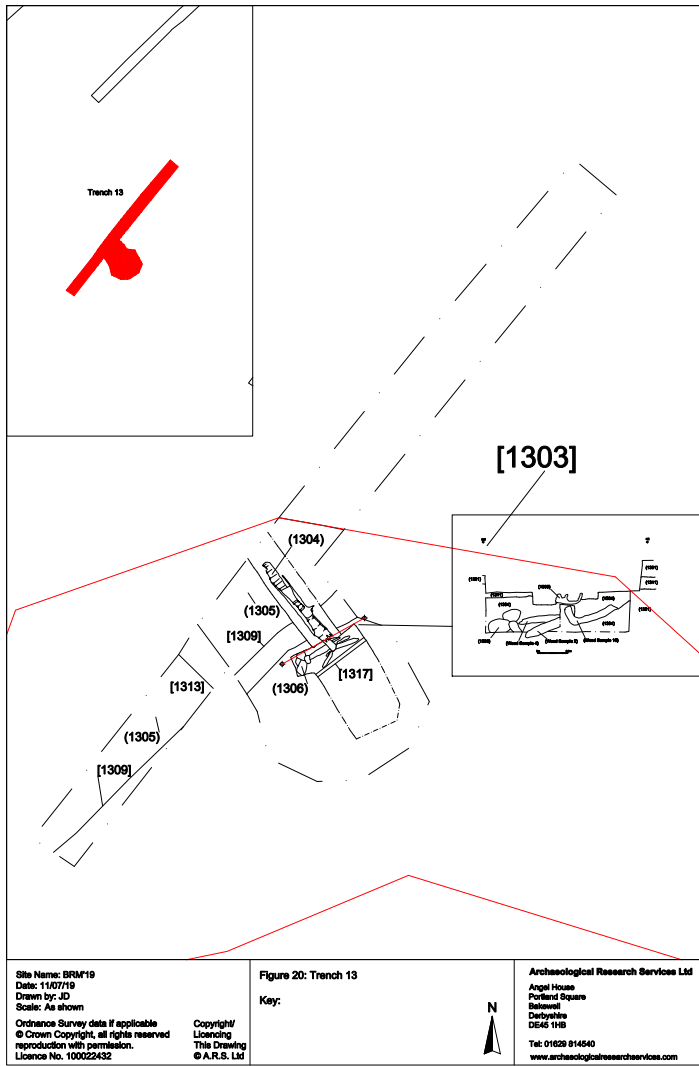 Trench 13
[1303]
(1304)
(1305)
[1309]
[1313]
(1306)
[1317]
(1305)
[1309]
Site Name: BRM'19
Date: 11/07/19
Drawn by: JD
Scale: As shown
Ordnance Survey data if applicable
© Crown Copyright, all rights reserved
reproduction with permission.
Licence No. 100022432
Copyright/
Licencing
This Drawing
© A.R.S. Ltd
Figure 20: Trench 13
Key:
N
Archaeological Research Services Ltd
Angel House
Portland Square
Bakewell
Derbyshire
DE45 1HB
Tel: 01629 814540
www.archaeologicalresearchservices.com